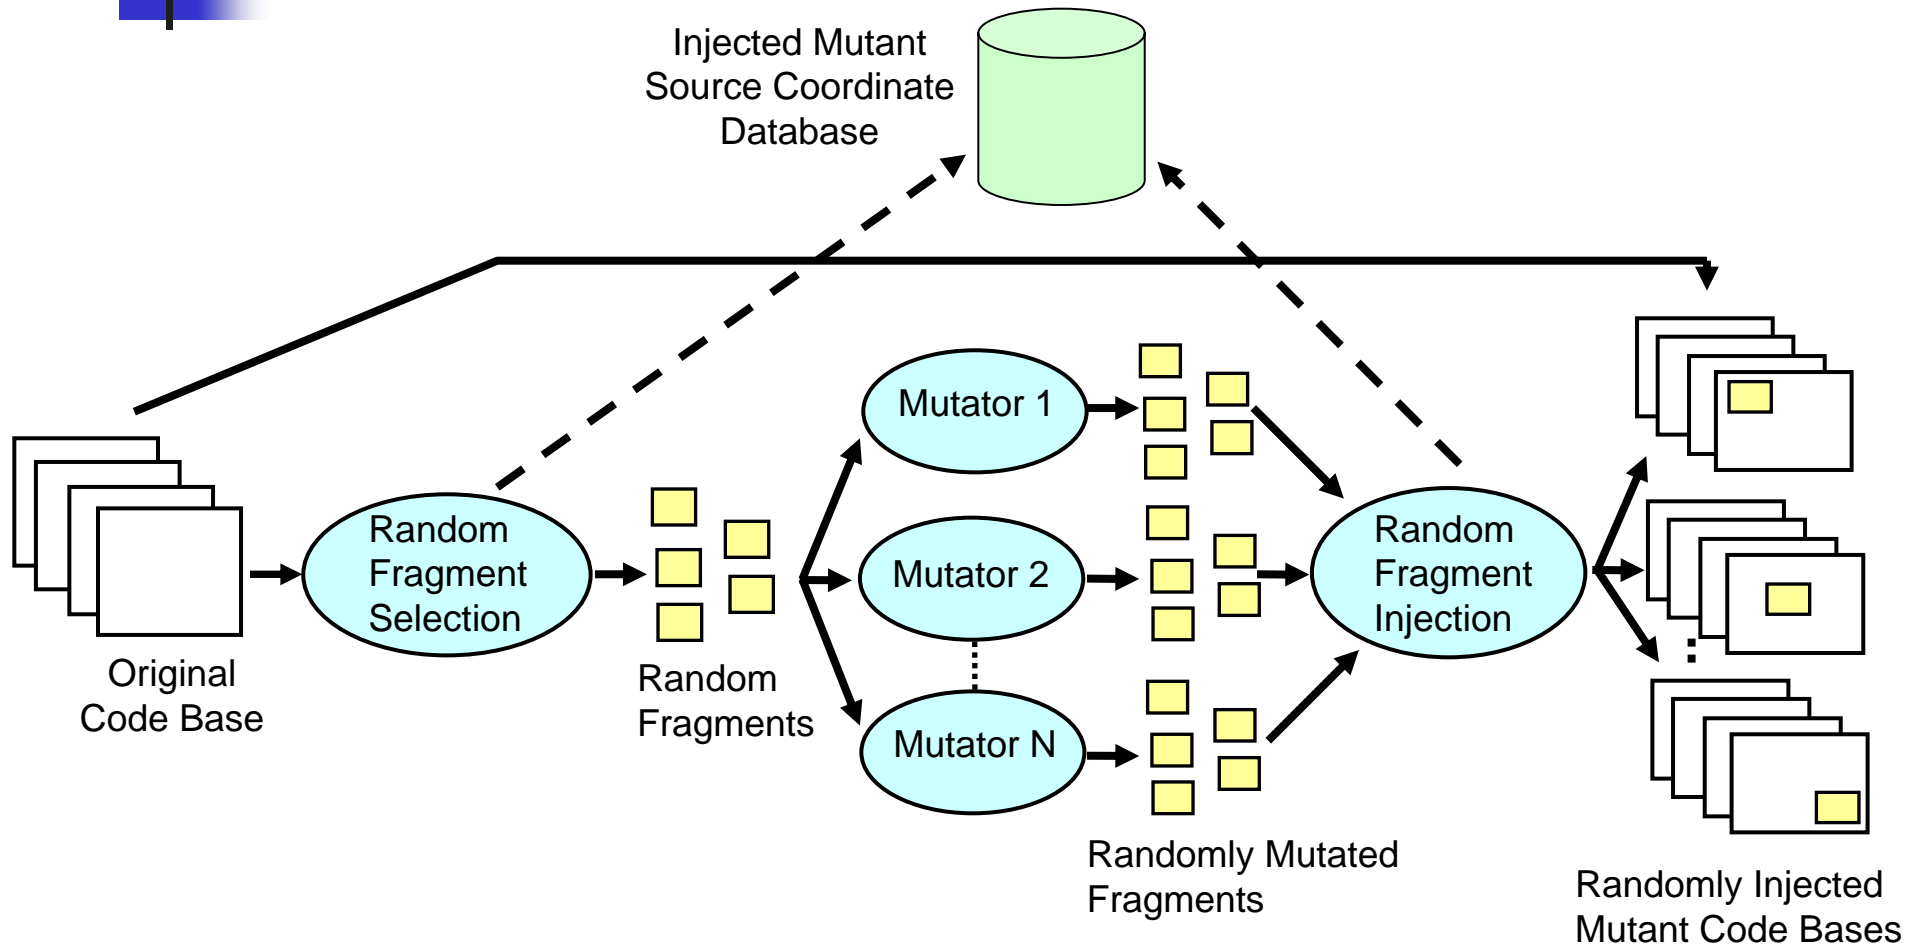 Injected Mutant
Source Coordinate
Database
Original
Code Base
Random
Fragment
Selection
Random
Fragments
Mutator 1
Mutator 2
Mutator N
Randomly Mutated
Fragments
Random
Fragment
Injection
Randomly Injected
Mutant Code Bases